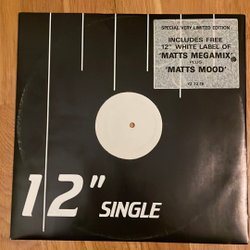 SPECIAL VERY LIMITED EDITION
INCLUDES FREE
12" WHITE LABEL OF
'MATTS MEGAMIX'
PLUS
'MATTS MOOD'
12" SINGLE